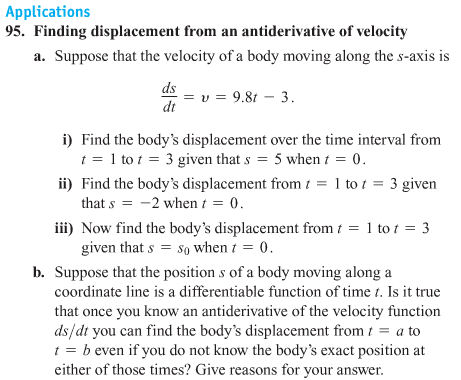 Applications
95. Finding displacement from an antiderivative of velocity
a. Suppose that the velocity of a body moving along the s-axis is
ds/dt = v = 9.8t − 3.
i) Find the body's displacement over the time interval from
t = 1 to t = 3 given that s = 5 when t = 0.
ii) Find the body's displacement from t = 1 to t = 3 given
that s = −2 when t = 0.
iii) Now find the body's displacement from t = 1 to t = 3
given that s = s₀ when t = 0.
b. Suppose that the position s of a body moving along a
coordinate line is a differentiable function of time t. Is it true
that once you know an antiderivative of the velocity function
ds/dt you can find the body's displacement from t = a to
t = b even if you do not know the body's exact position at
either of those times? Give reasons for your answer.